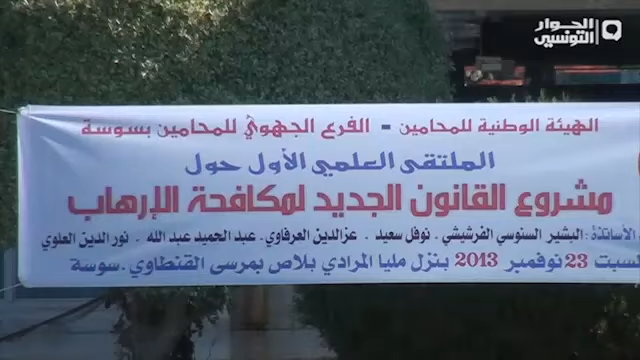 الحوار
التونسي
الهيئة الوطنية للمحامين - الفرع الجهوي للمحامين بسوسة
الملتقى العلمي الأول حول
مشروع القانون الجديد لمكافحة الإرهاب
الأساتذة: البشير السنوسي الفرشيشي . نوفل سعيد . عزالدين العرفاوي . عبد الحميد عبد الله . نور الدين العلوي
السبت 23 نوفمبر 2013 بنزل مليا المرادي بلاص بمرسى القنطاوي . سوسة